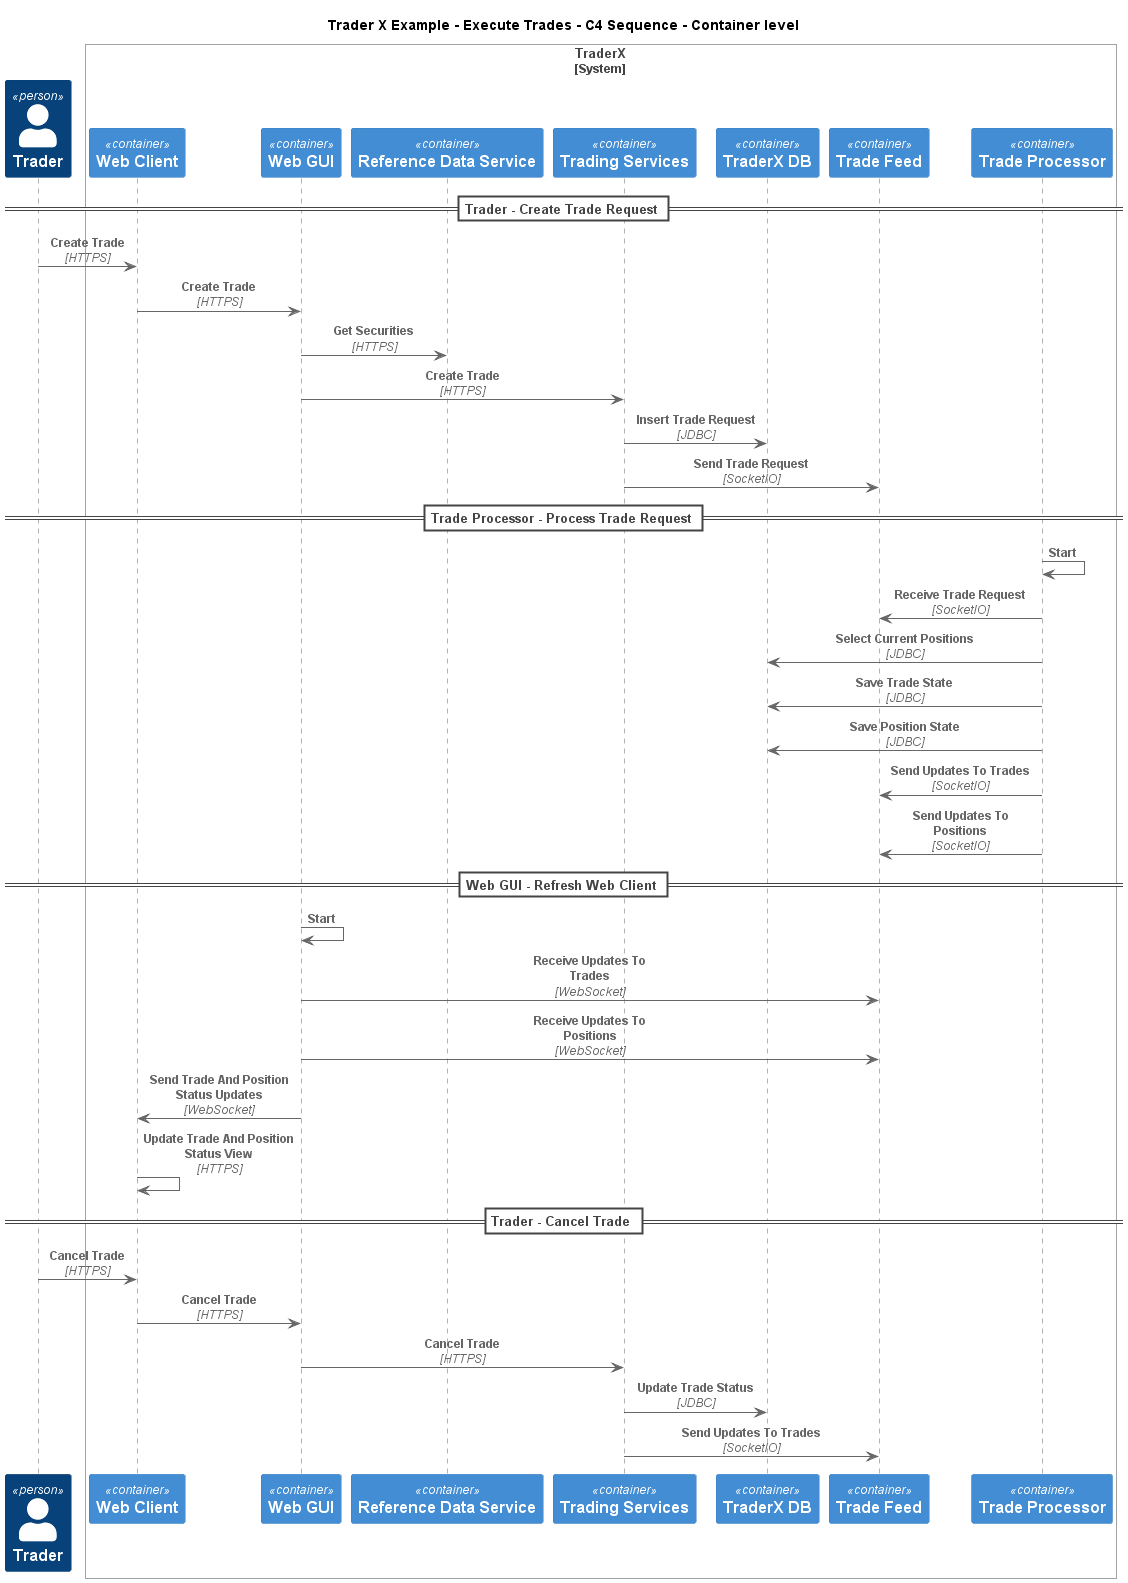 Trader X Example - Execute Trades - C4 Sequence - Container level
TraderX
[System]
«person»
Trader
«container»
Web Client
«container»
Web GUI
«container»
Reference Data Service
«container»
Trading Services
«container»
TraderX DB
«container»
Trade Feed
«container»
Trade Processor
Trader - Create Trade Request
Create Trade
[HTTPS]
Create Trade
[HTTPS]
Get Securities
[HTTPS]
Create Trade
[HTTPS]
Insert Trade Request
[JDBC]
Send Trade Request
[SocketIO]
Trade Processor - Process Trade Request
Start
Receive Trade Request
[SocketIO]
Select Current Positions
[JDBC]
Save Trade State
[JDBC]
Save Position State
[JDBC]
Send Updates To Trades
[SocketIO]
Send Updates To
Positions
[SocketIO]
Web GUI - Refresh Web Client
Start
Receive Updates To
Trades
[WebSocket]
Receive Updates To
Positions
[WebSocket]
Send Trade And Position
Status Updates
[WebSocket]
Update Trade And Position
Status View
[HTTPS]
Trader - Cancel Trade
Cancel Trade
[HTTPS]
Cancel Trade
[HTTPS]
Cancel Trade
[HTTPS]
Update Trade Status
[JDBC]
Send Updates To Trades
[SocketIO]
«person»
Trader
«container»
Web Client
«container»
Web GUI
«container»
Reference Data Service
«container»
Trading Services
«container»
TraderX DB
«container»
Trade Feed
«container»
Trade Processor